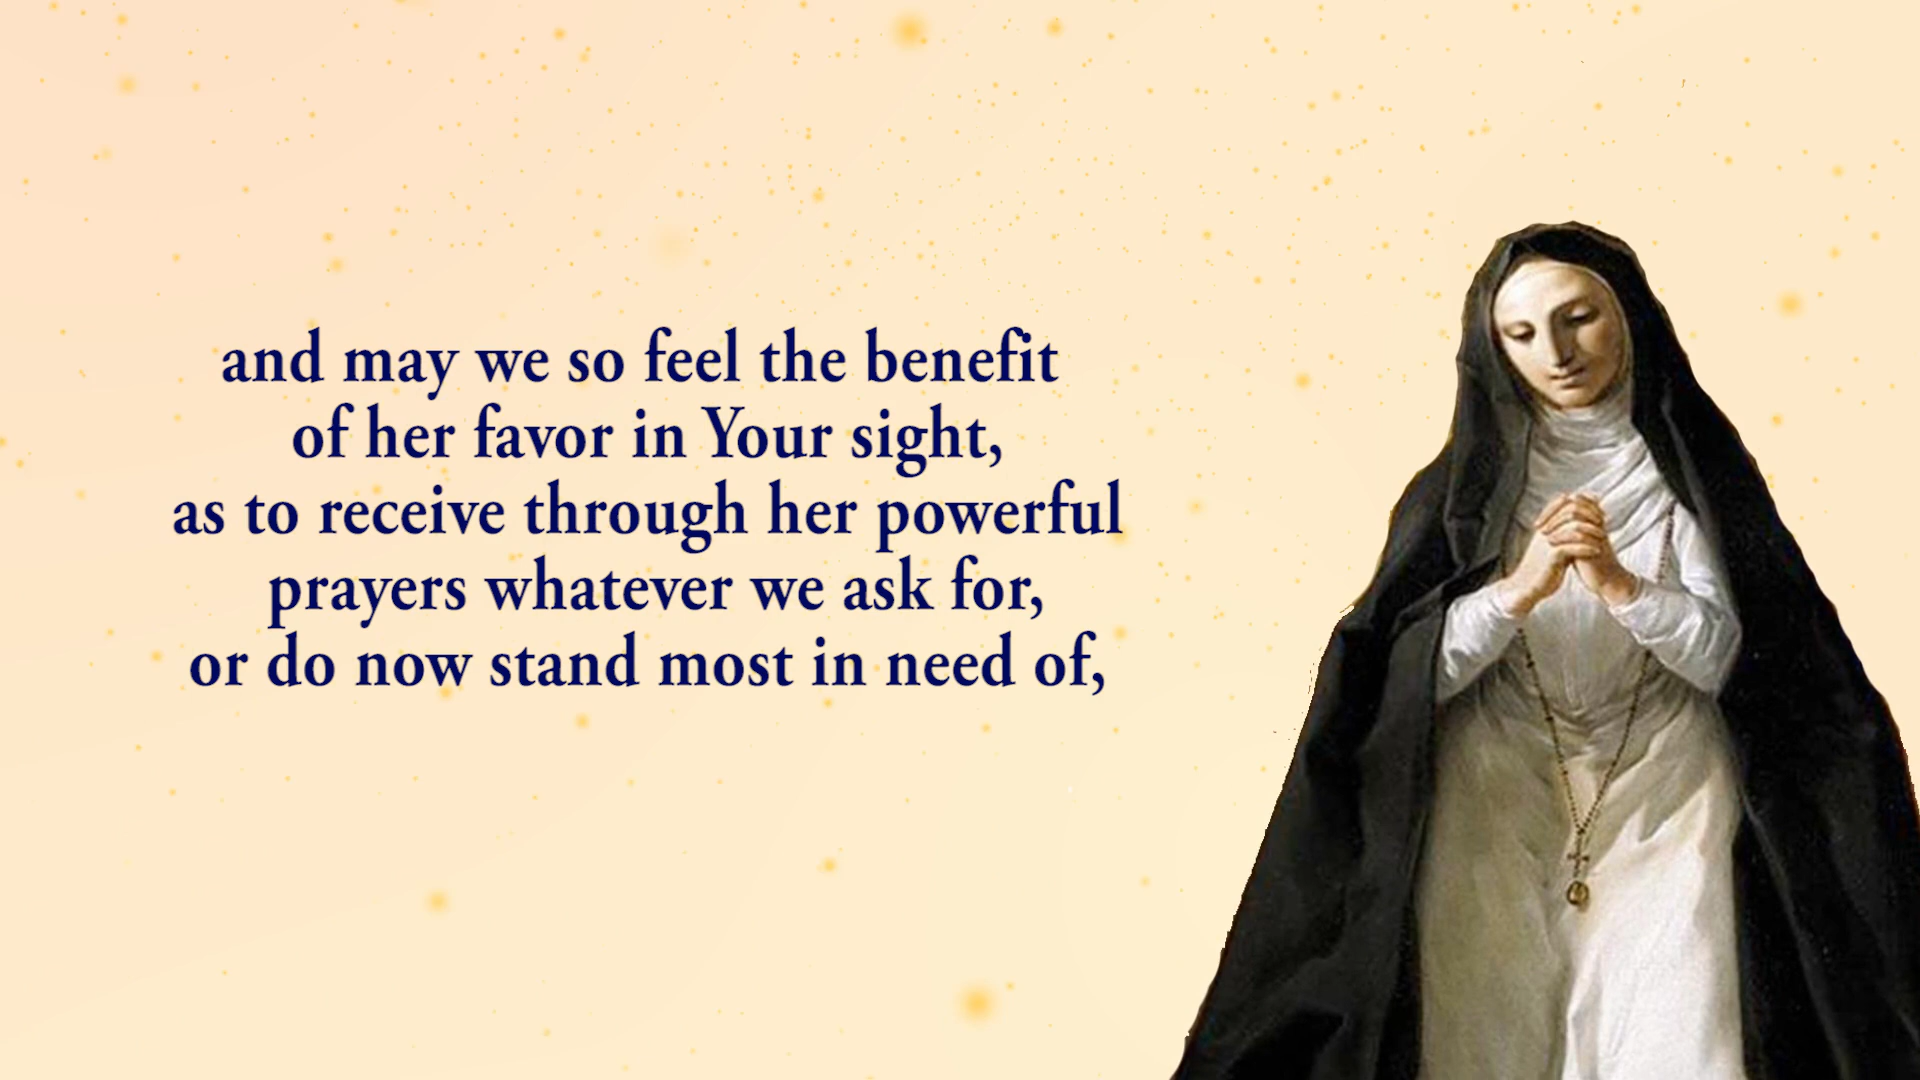 and may we so feel the benefit
of her favor in Your sight,
as to receive through her powerful
prayers whatever we ask for,
or do now stand most in need of,